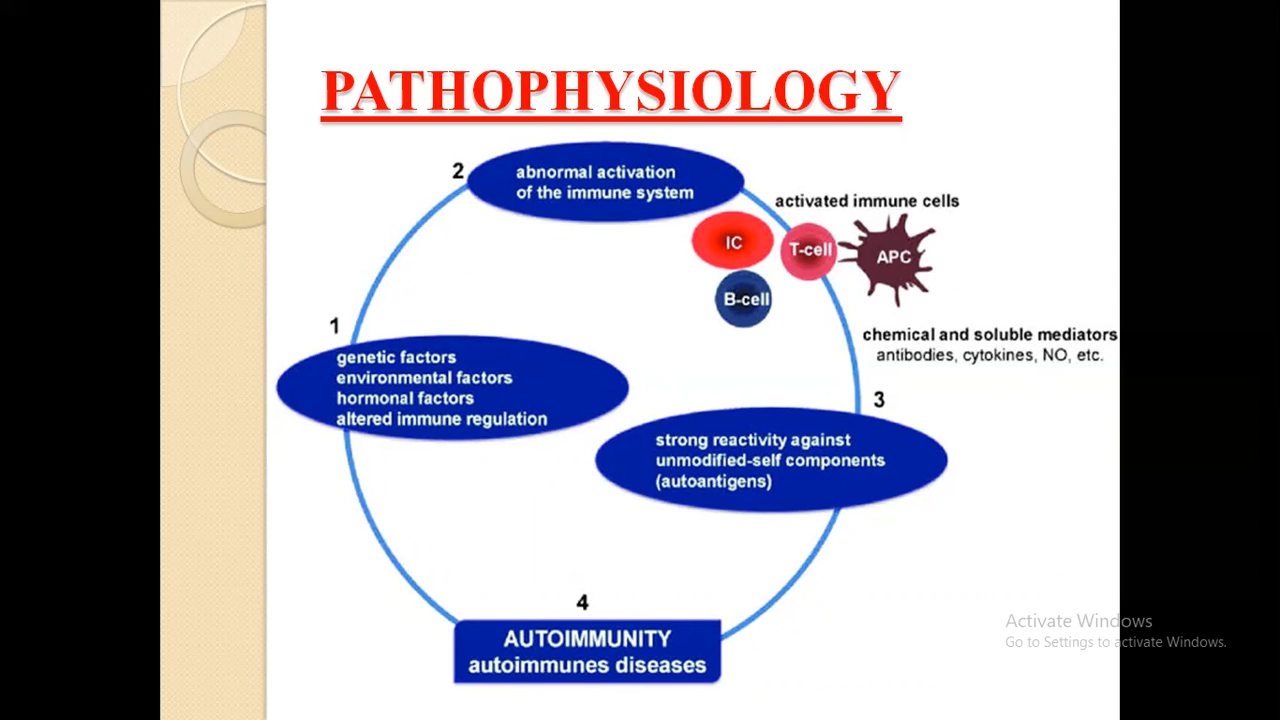 PATHOPHYSIOLOGY
2
abnormal activation
of the immune system
activated immune cells
IC
T-cell
APC
B-cell
chemical and soluble mediators
antibodies, cytokines, NO, etc.
1
genetic factors
environmental factors
hormonal factors
altered immune regulation
3
strong reactivity against
unmodified-self components
(autoantigens)
4
AUTOIMMUNITY
autoimmunes diseases
Activate Windows
Go to Settings to activate Windows.